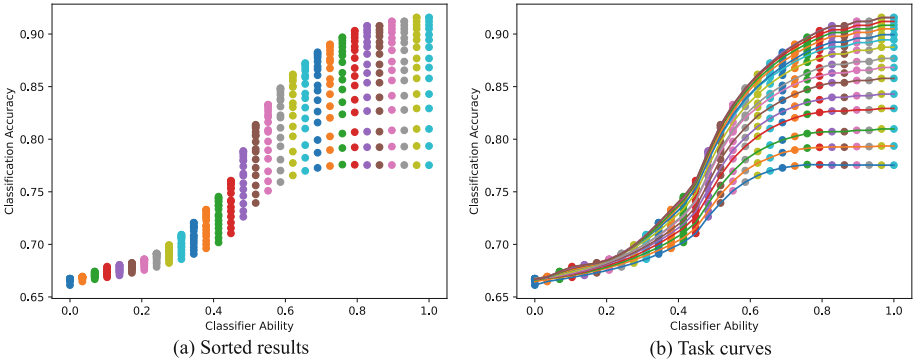 0.90
0.85
0.80
0.75
0.70
0.65
Classification Accuracy
0.0 0.2 0.4 0.6 0.8 1.0
Classifier Ability
(a) Sorted results
0.90
0.85
0.80
0.75
0.70
0.65
Classification Accuracy
0.0 0.2 0.4 0.6 0.8 1.0
Classifier Ability
(b) Task curves